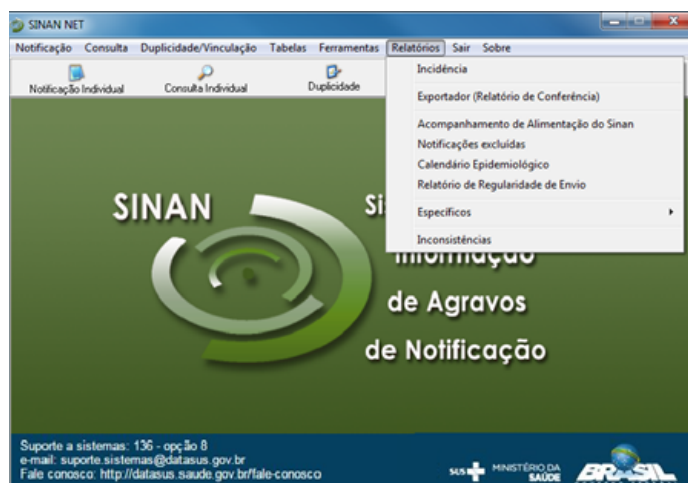 SINAN NET
Notificação Consulta Duplicidade/Vinculação Tabelas Ferramentas Relatórios Sair Sobre
Notificação Individual Consulta Individual Duplicidade
Incidência
Exportador (Relatório de Conferência)
Acompanhamento de Alimentação do Sinan
Notificações excluídas
Calendário Epidemiológico
Relatório de Regularidade de Envio
Específicos
Inconsistências
SINAN
Informação
de Agravos
de Notificação
Suporte a sistemas: 136 - opção 8
e-mail: suporte.sistemas@datasus.gov.br
Fale conosco: http://datasus.saude.gov.br/fale-conosco
SUS MINISTÉRIO DA
SAÚDE
BRASIL